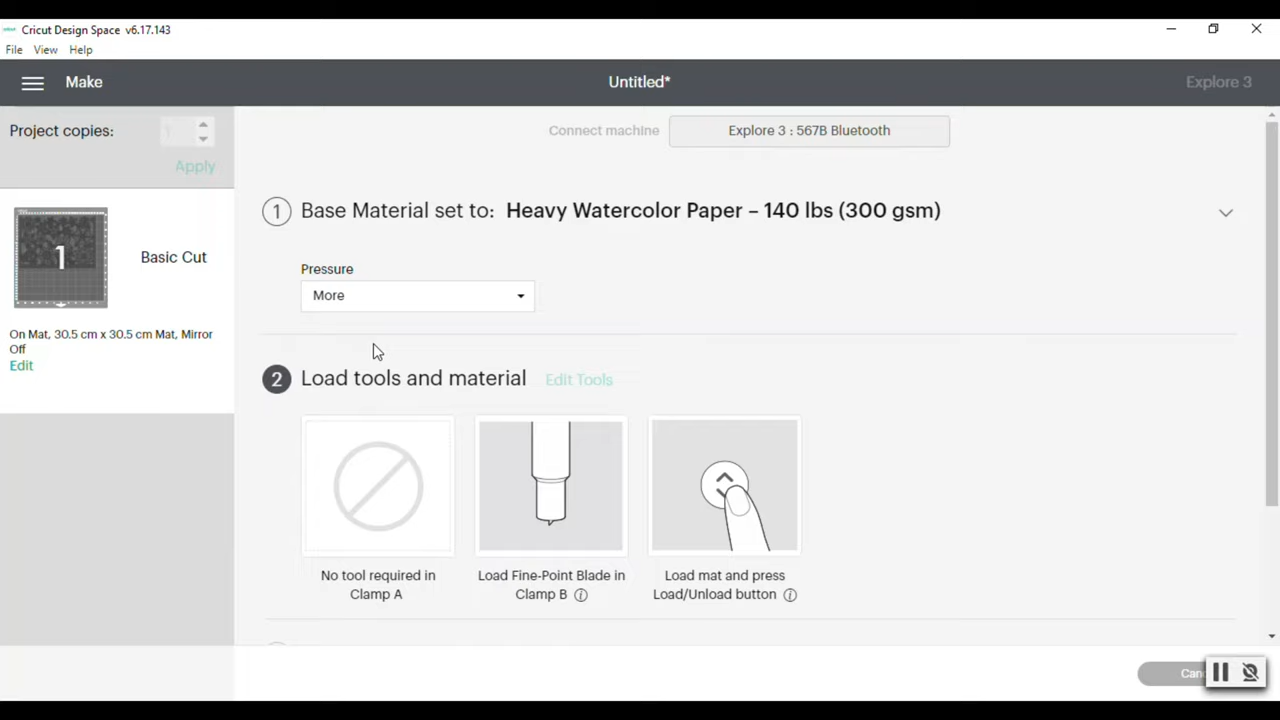 Cricut Design Space v6.17.143
File View Help
Make
Untitled*
Explore 3
Project copies:
Apply
Connect machine
Explore 3 : 567B Bluetooth
1
Basic Cut
On Mat, 30.5 cm x 30.5 cm Mat, Mirror
Off
Edit
1 Base Material set to: Heavy Watercolor Paper – 140 lbs (300 gsm)
Pressure
More
2 Load tools and material Edit Tools
No tool required in
Clamp A
Load Fine-Point Blade in
Clamp B
Load mat and press
Load/Unload button